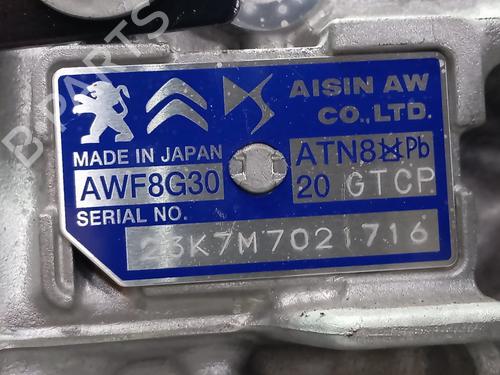 AISIN AW
CO., LTD.
MADE IN JAPAN
ATN8 Pb
AWF8G30
20 GTCP
SERIAL NO.
23K7M7021716
B-PARTS